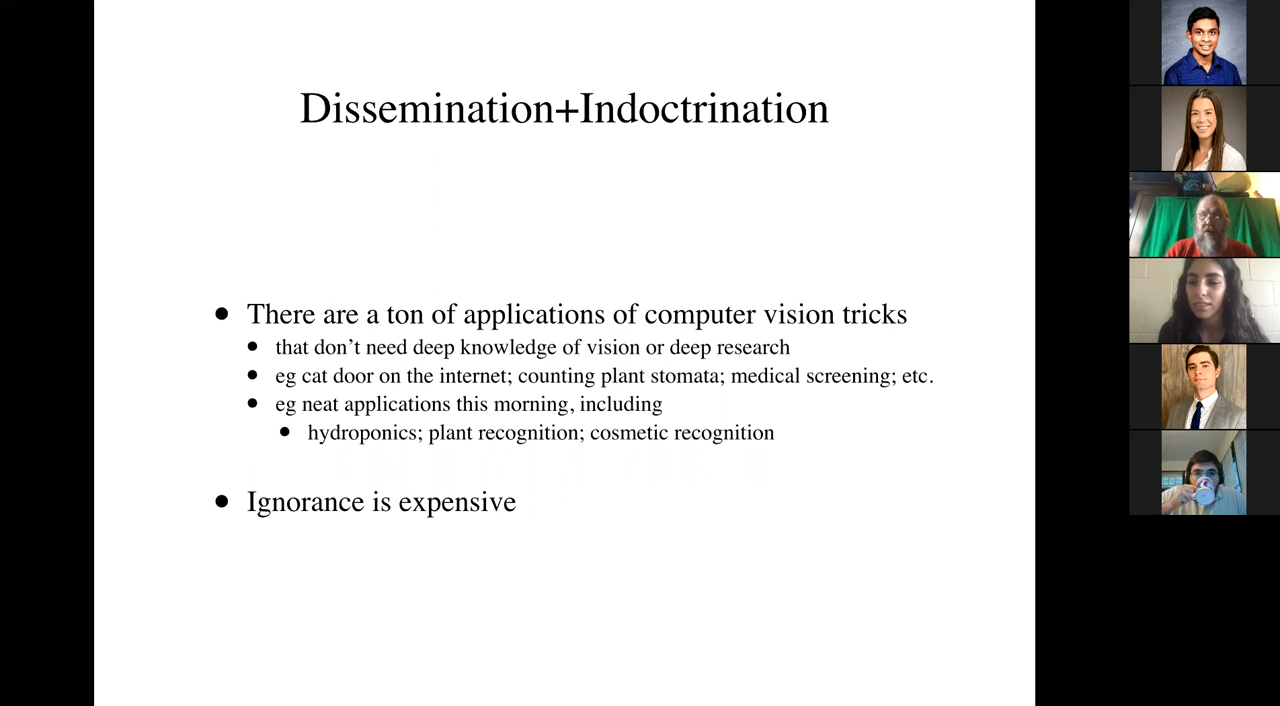 Dissemination+Indoctrination
• There are a ton of applications of computer vision tricks
• that don’t need deep knowledge of vision or deep research
• eg cat door on the internet; counting plant stomata; medical screening; etc.
• eg neat applications this morning, including
• hydroponics; plant recognition; cosmetic recognition
• Ignorance is expensive